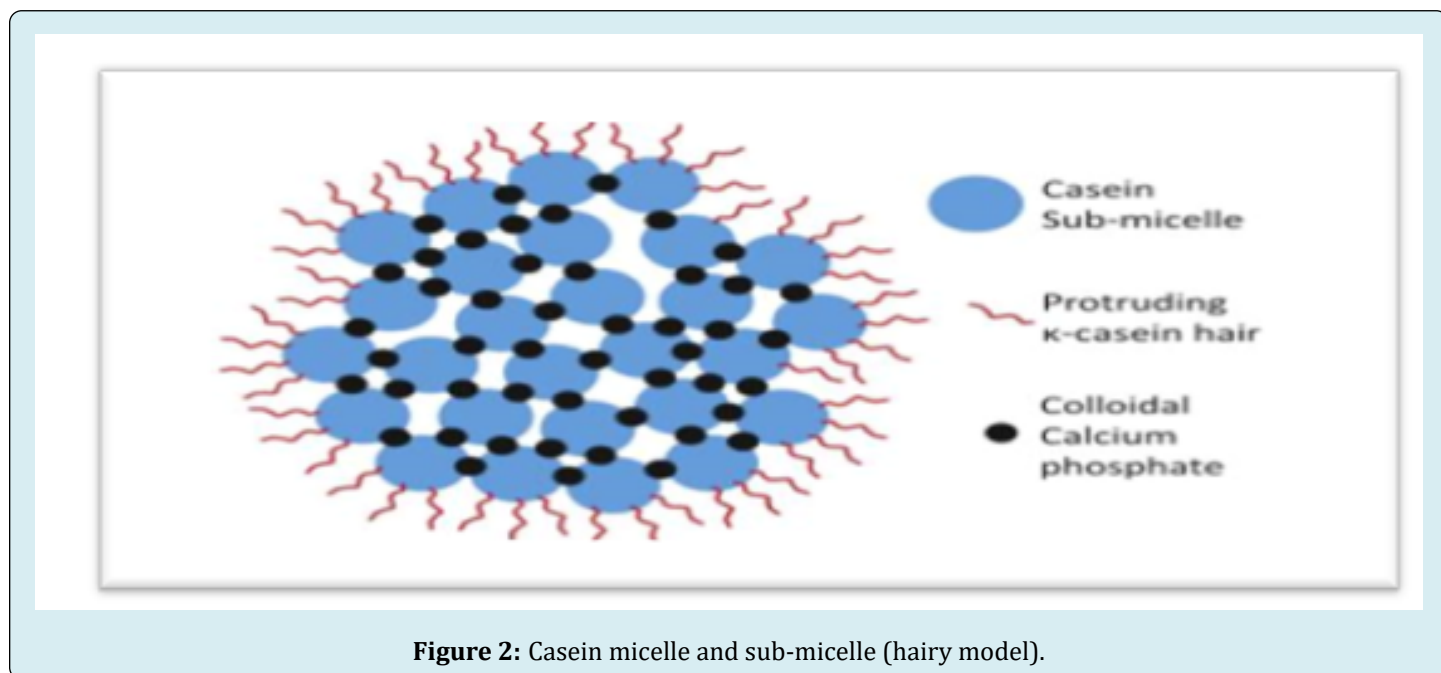 Casein
Sub-micelle
Protruding
κ-casein hair
Colloidal
Calcium
phosphate
Figure 2: Casein micelle and sub-micelle (hairy model).